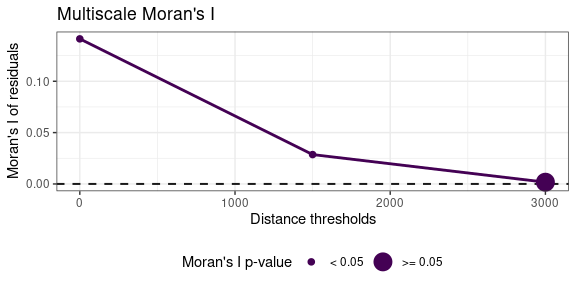 Multiscale Moran's I
Moran's I of residuals
0.10
0.05
0.00
0 1000 2000 3000
Distance thresholds
Moran's I p-value < 0.05 >= 0.05